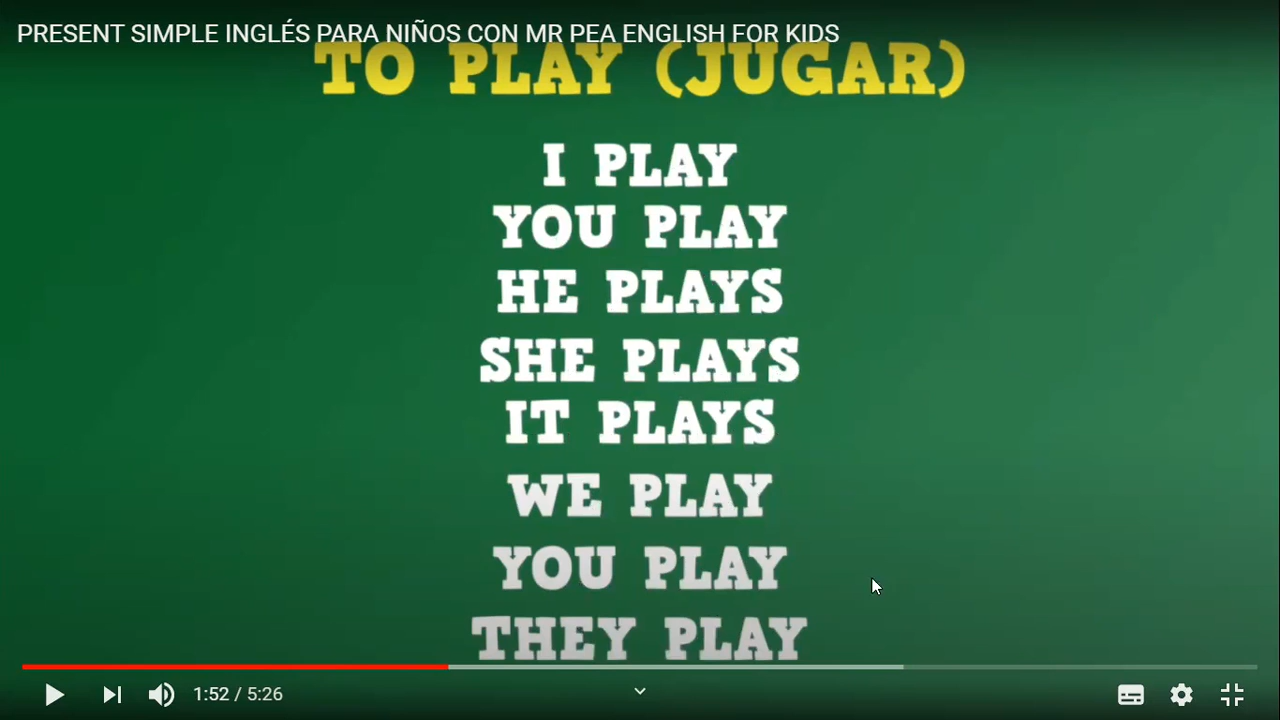 PRESENT SIMPLE INGLÉS PARA NIÑOS CON MR PEA ENGLISH FOR KIDS
TO PLAY (JUGAR)
I PLAY
YOU PLAY
HE PLAYS
SHE PLAYS
IT PLAYS
WE PLAY
YOU PLAY
THEY PLAY
1:52 / 5:26